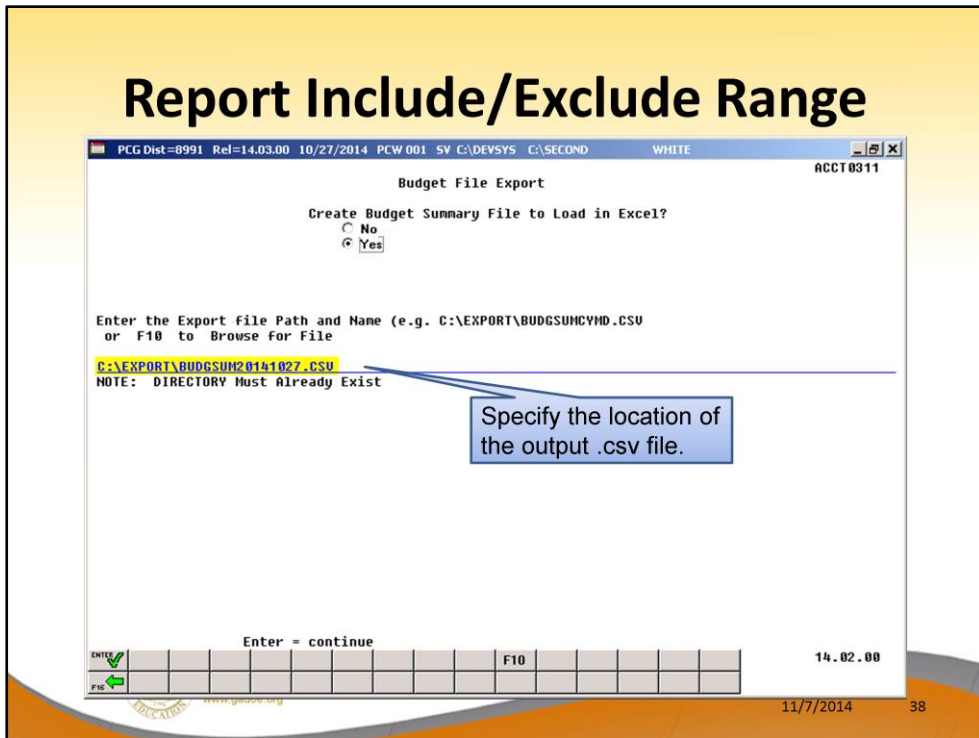 Report Include/Exclude Range
PCG Dist=8991 Rel=14.03.00 10/27/2014 PCW 001 SV C:\DEVSYS C:\SECOND WHITE
ACCT0311
Budget File Export
Create Budget Summary File to Load in Excel?
No
Yes
Enter the Export file Path and Name (e.g. C:\EXPORT\BUDGSUMCYMD.CSV
or F10 to Browse for File
C:\EXPORT\BUDGSUM20141027.CSV
NOTE: DIRECTORY Must Already Exist
Specify the location of
the output .csv file.
Enter = continue
ENTER
F10
14.02.00
F16
EDUCATION
www.gadoe.org
11/7/2014 38